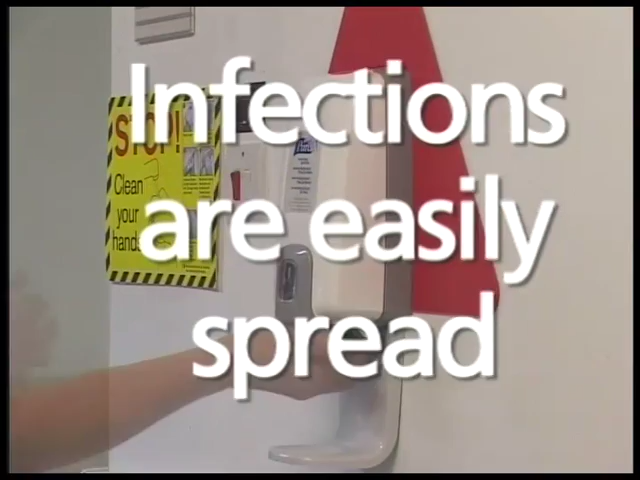 Infections
are easily
spread
STOP!
Clean
your
hands